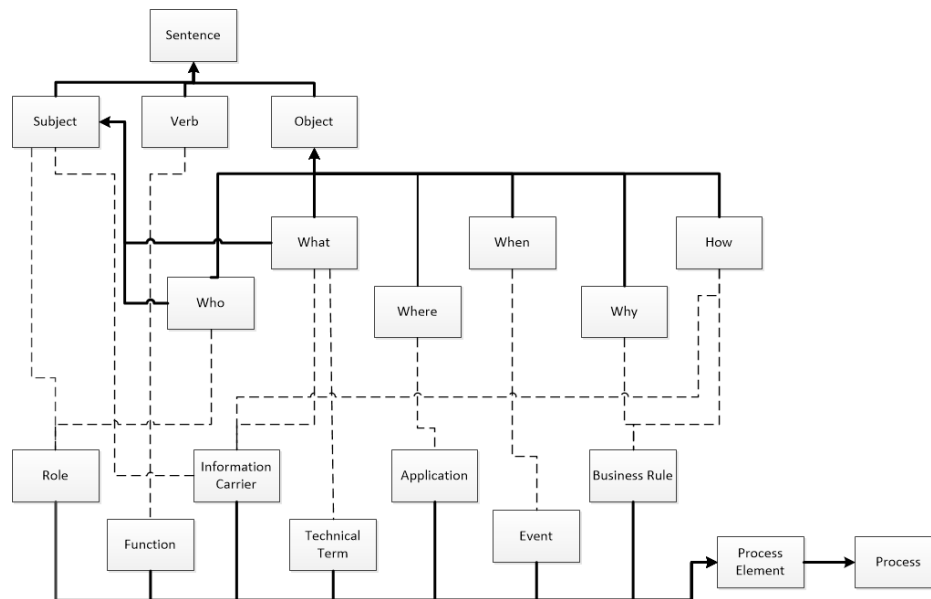 Sentence
Subject
Verb
Object
What
When
How
Who
Where
Why
Role
Information
Carrier
Application
Business Rule
Function
Technical
Term
Event
Process
Element
Process